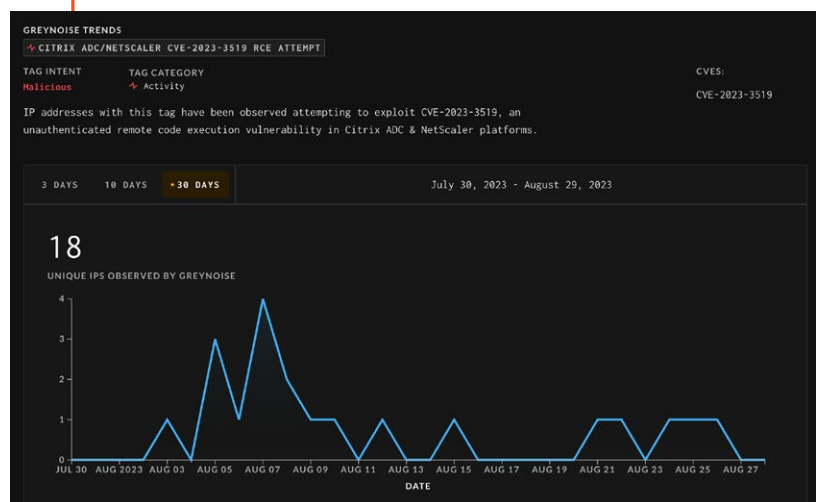 GREYNOISE TRENDS
CITRIX ADC/NETSCALER CVE-2023-3519 RCE ATTEMPT
TAG INTENT TAG CATEGORY CVES:
Malicious Activity CVE-2023-3519
IP addresses with this tag have been observed attempting to exploit CVE-2023-3519, an
unauthenticated remote code execution vulnerability in Citrix ADC & NetScaler platforms.
3 DAYS 10 DAYS •30 DAYS July 30, 2023 - August 29, 2023
18
UNIQUE IPS OBSERVED BY GREYNOISE
4
3
2
1
0
JUL 30 AUG 2023 AUG 03 AUG 05 AUG 07 AUG 09 AUG 11 AUG 13 AUG 15 AUG 17 AUG 19 AUG 21 AUG 23 AUG 25 AUG 27
DATE